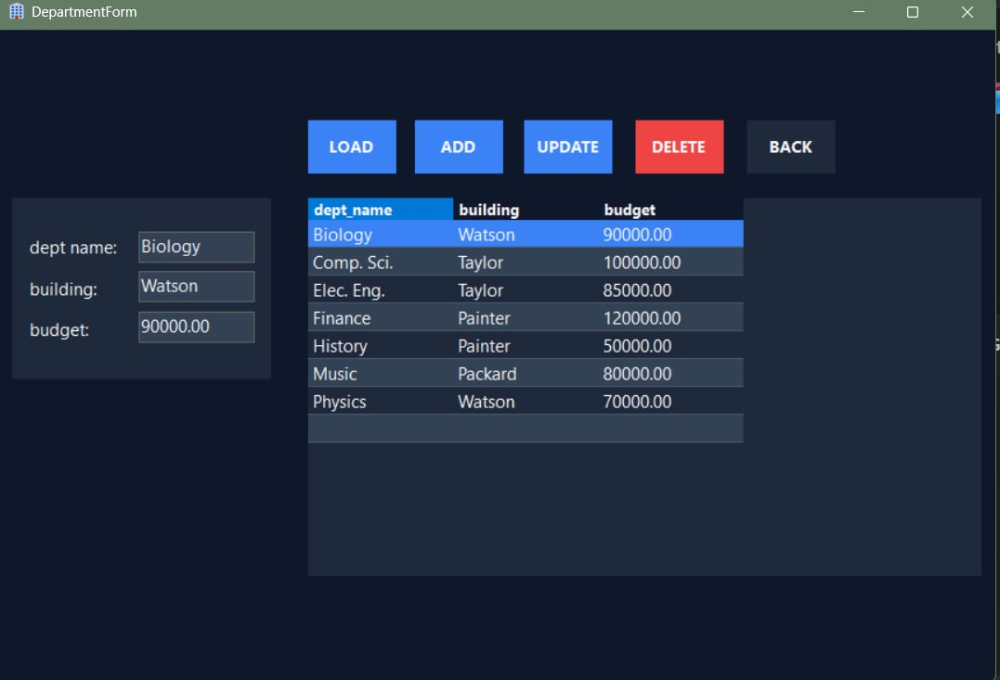 DepartmentForm
LOAD ADD UPDATE DELETE BACK
dept name: Biology
building: Watson
budget: 90000.00
dept_name building budget
Biology Watson 90000.00
Comp. Sci. Taylor 100000.00
Elec. Eng. Taylor 85000.00
Finance Painter 120000.00
History Painter 50000.00
Music Packard 80000.00
Physics Watson 70000.00